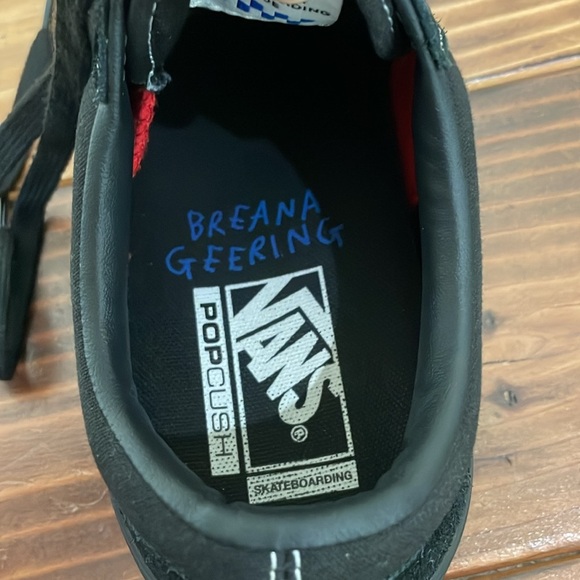 BREANA
GEERING
VANS
POPCUSH
SKATEBOARDING